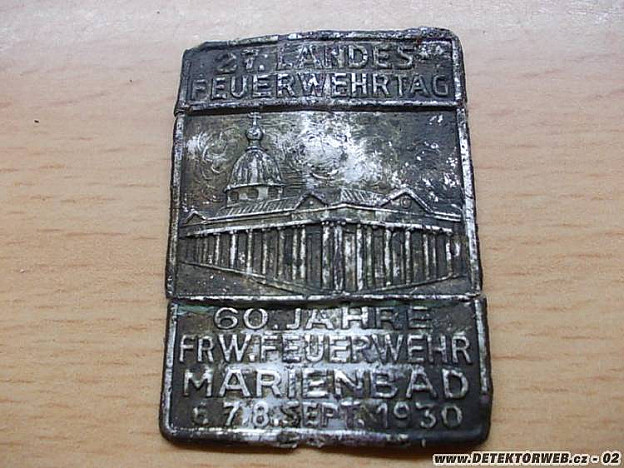 27. LANDES-
FEUERWEHRTAG
60. JAHRE
FRW. FEUERWEHR
MARIENBAD
6. 7. 8. SEPT. 1930
www.DETEKTORWEB.cz - 02